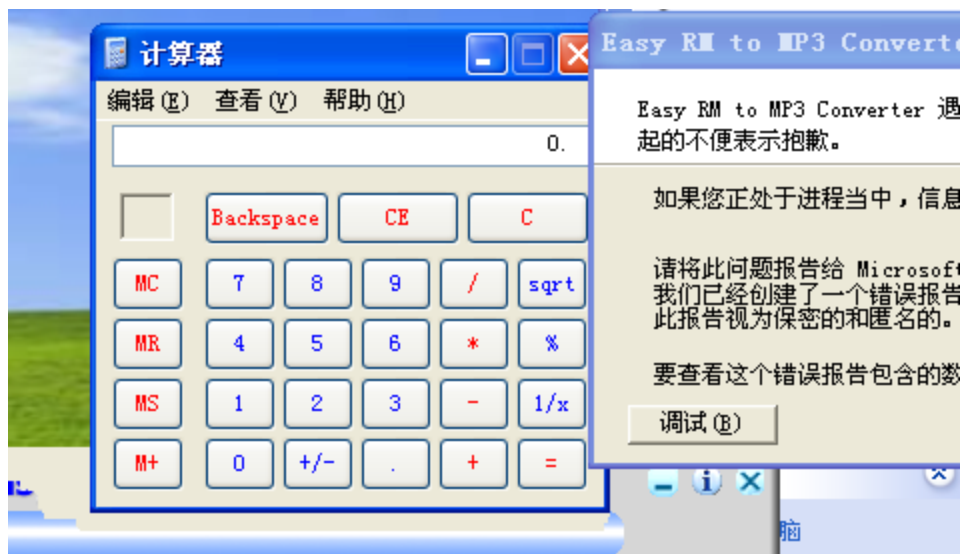 计算器
编辑(E) 查看(V) 帮助(H)
0.
Backspace CE C
MC 7 8 9 / sqrt
MR 4 5 6 * %
MS 1 2 3 - 1/x
M+ 0 +/- . + =
Easy RM to MP3 Converte
Easy RM to MP3 Converter 遇
起的不便表示抱歉。
如果您正处于进程当中，信息
请将此问题报告给 Microsoft
我们已经创建了一个错误报告
此报告视为保密的和匿名的。
要查看这个错误报告包含的数
调试(B)
脑